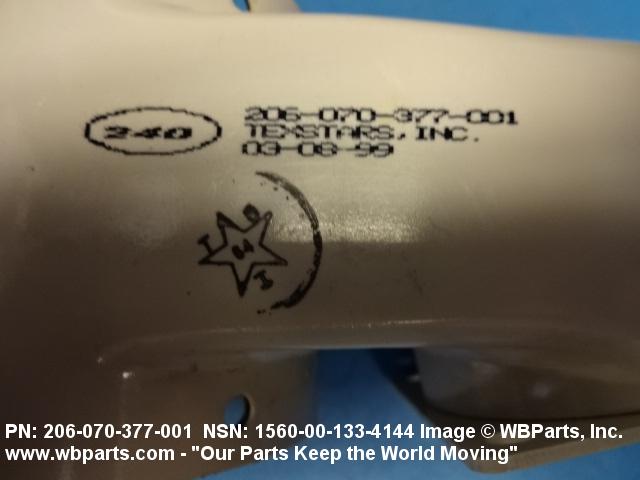 240
206-070-377-001
TEXSTARS, INC.
03-08-99
T Q
64
I
PN: 206-070-377-001 NSN: 1560-00-133-4144 Image © WBParts, Inc.
www.wbparts.com - "Our Parts Keep the World Moving"